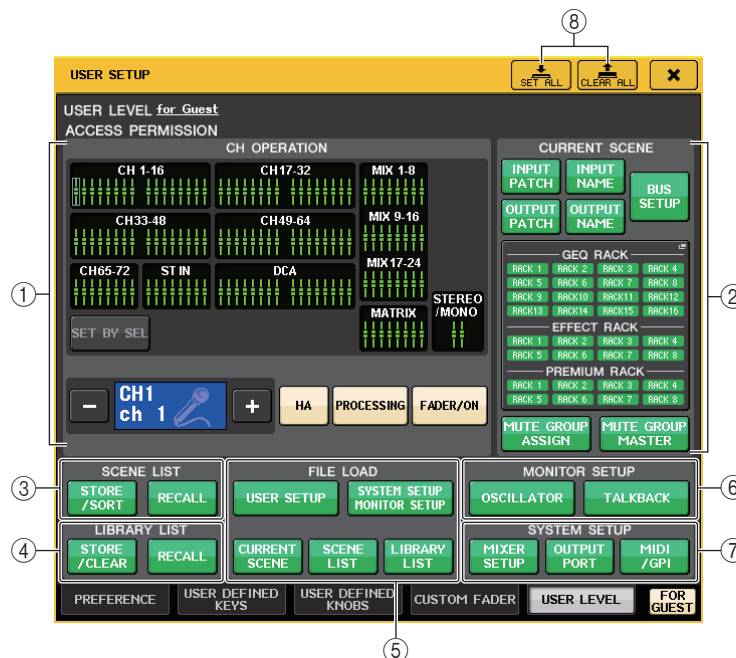 ⑧
USER SETUP
SET ALL
CLEAR ALL
USER LEVEL for Guest
ACCESS PERMISSION
CH OPERATION
CH 1-16
CH17-32
MIX 1-8
CH33-48
CH49-64
MIX 9-16
CH65-72
ST IN
DCA
MIX17-24
STEREO
/MONO
MATRIX
SET BY SEL
①
−
CH1
ch 1
+
HA
PROCESSING
FADER/ON
CURRENT SCENE
INPUT
PATCH
INPUT
NAME
BUS
SETUP
OUTPUT
PATCH
OUTPUT
NAME
GEQ RACK
RACK 1 RACK 2 RACK 3 RACK 4
RACK 5 RACK 6 RACK 7 RACK 8
RACK 9 RACK10 RACK11 RACK12
RACK13 RACK14 RACK15 RACK16
EFFECT RACK
RACK 1 RACK 2 RACK 3 RACK 4
RACK 5 RACK 6 RACK 7 RACK 8
PREMIUM RACK
RACK 1 RACK 2 RACK 3 RACK 4
RACK 5 RACK 6 RACK 7 RACK 8
MUTE GROUP
ASSIGN
MUTE GROUP
MASTER
②
③
SCENE LIST
STORE
/SORT
RECALL
④
LIBRARY LIST
STORE
/CLEAR
RECALL
FILE LOAD
USER SETUP
SYSTEM SETUP
MONITOR SETUP
CURRENT
SCENE
SCENE
LIST
LIBRARY
LIST
⑤
MONITOR SETUP
OSCILLATOR
TALKBACK
⑥
SYSTEM SETUP
MIXER
SETUP
OUTPUT
PORT
MIDI
/GPI
⑦
PREFERENCE
USER DEFINED
KEYS
USER DEFINED
KNOBS
CUSTOM FADER
USER LEVEL
FOR
GUEST